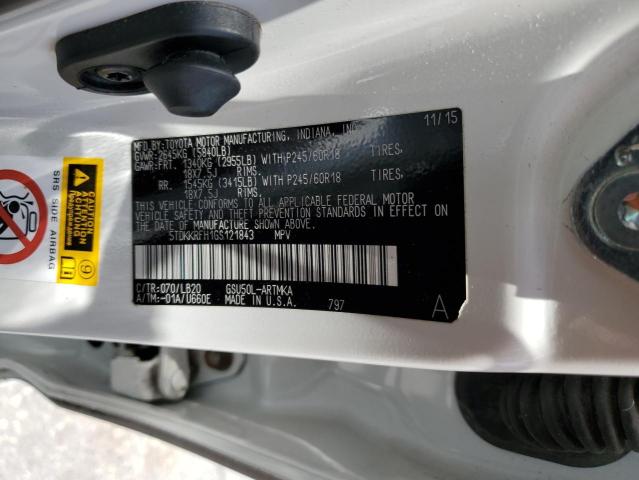 11/15
MFD.BY:TOYOTA MOTOR MANUFACTURING, INDIANA, INC.
GVWR:2645KG (5840LB)
GAWR:FRT. 1340KG (2955LB) WITH P245/60R18 TIRES,
18X7.5J RIMS,
RR. 1545KG (3415LB) WITH P245/60R18 TIRES,
18X7.5J RIMS,
THIS VEHICLE CONFORMS TO ALL APPLICABLE FEDERAL MOTOR
VEHICLE SAFETY AND THEFT PREVENTION STANDARDS IN EFFECT
ON THE DATE OF MANUFACTURE SHOWN ABOVE.
5TDKKRFH1GS121843 MPV
C/TR:070/LB20 GSU50L-ARTMKA
A/TM:-01A/U660E MADE IN U.S.A. 797 A
SRS SIDE AIRBAG
9